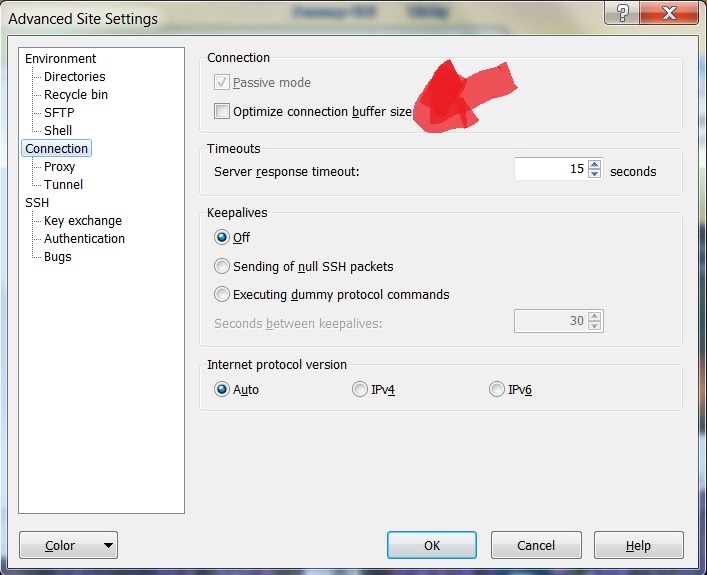 Advanced Site Settings
Environment
Directories
Recycle bin
SFTP
Shell
Connection
Proxy
Tunnel
SSH
Key exchange
Authentication
Bugs
Connection
Passive mode
Optimize connection buffer size
Timeouts
Server response timeout: 15 seconds
Keepalives
Off
Sending of null SSH packets
Executing dummy protocol commands
Seconds between keepalives: 30
Internet protocol version
Auto IPv4 IPv6
Color OK Cancel Help